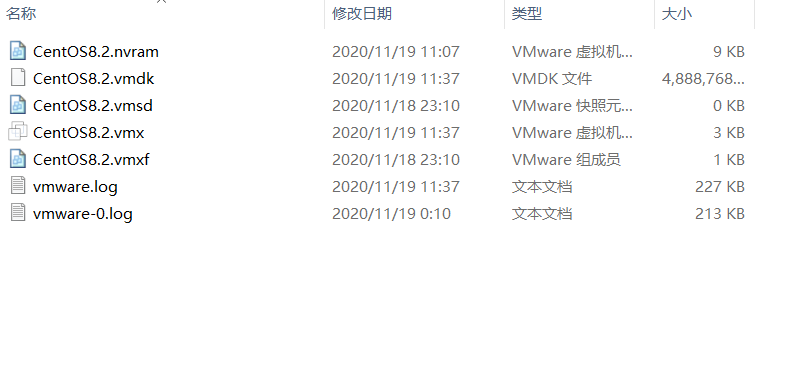 名称 修改日期 类型 大小
CentOS8.2.nvram 2020/11/19 11:07 VMware 虚拟机... 9 KB
CentOS8.2.vmdk 2020/11/19 11:37 VMDK 文件 4,888,768...
CentOS8.2.vmsd 2020/11/18 23:10 VMware 快照元... 0 KB
CentOS8.2.vmx 2020/11/19 11:37 VMware 虚拟机... 3 KB
CentOS8.2.vmxf 2020/11/18 23:10 VMware 组成员 1 KB
vmware.log 2020/11/19 11:37 文本文档 227 KB
vmware-0.log 2020/11/19 0:10 文本文档 213 KB